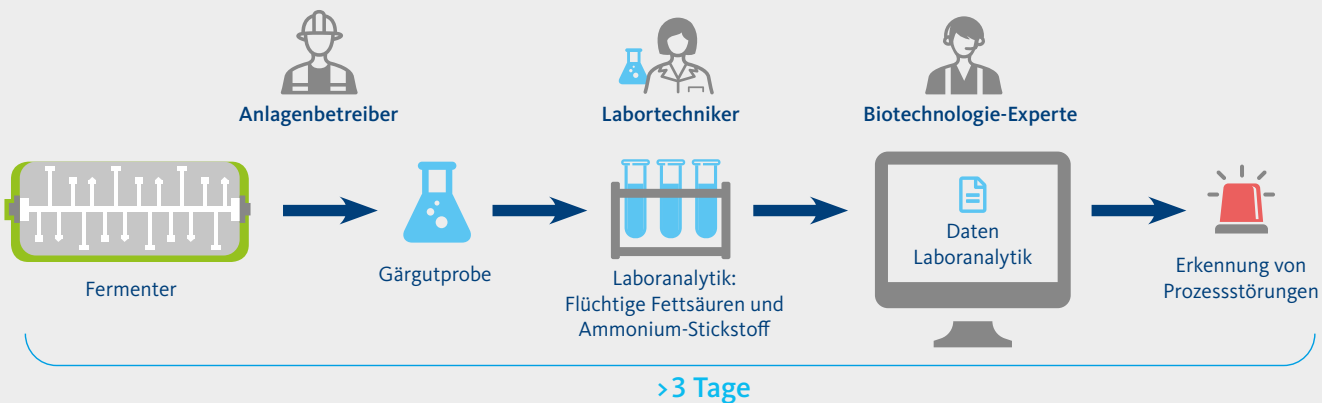 Anlagenbetreiber
Labortechniker
Biotechnologie-Experte
Fermenter
Gärgutprobe
Laboranalytik:
Flüchtige Fettsäuren und
Ammonium-Stickstoff
Daten
Laboranalytik
Erkennung von
Prozessstörungen
>3 Tage